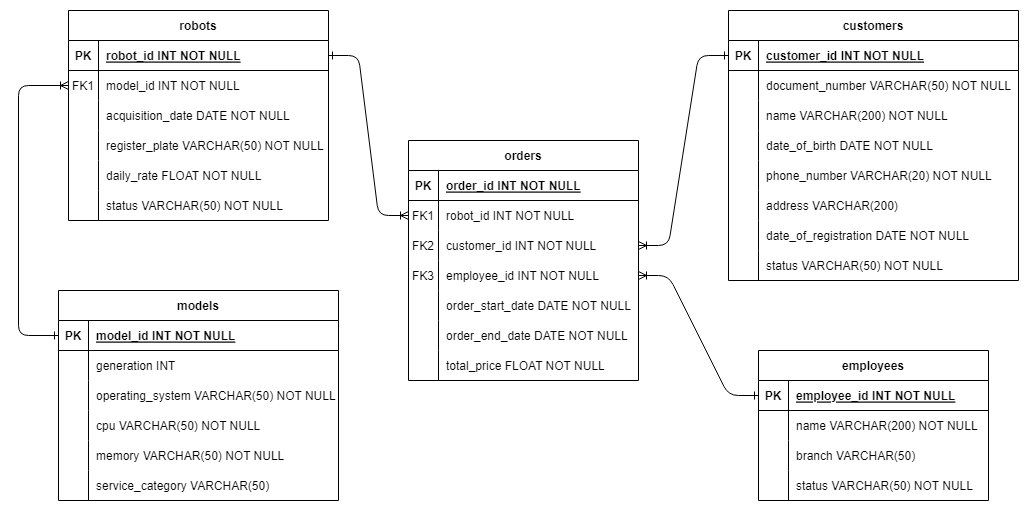 robots
PK robot_id INT NOT NULL
FK1 model_id INT NOT NULL
acquisition_date DATE NOT NULL
register_plate VARCHAR(50) NOT NULL
daily_rate FLOAT NOT NULL
status VARCHAR(50) NOT NULL
models
PK model_id INT NOT NULL
generation INT
operating_system VARCHAR(50) NOT NULL
cpu VARCHAR(50) NOT NULL
memory VARCHAR(50) NOT NULL
service_category VARCHAR(50)
orders
PK order_id INT NOT NULL
FK1 robot_id INT NOT NULL
FK2 customer_id INT NOT NULL
FK3 employee_id INT NOT NULL
order_start_date DATE NOT NULL
order_end_date DATE NOT NULL
total_price FLOAT NOT NULL
customers
PK customer_id INT NOT NULL
document_number VARCHAR(50) NOT NULL
name VARCHAR(200) NOT NULL
date_of_birth DATE NOT NULL
phone_number VARCHAR(20) NOT NULL
address VARCHAR(200)
date_of_registration DATE NOT NULL
status VARCHAR(50) NOT NULL
employees
PK employee_id INT NOT NULL
name VARCHAR(200) NOT NULL
branch VARCHAR(50)
status VARCHAR(50) NOT NULL